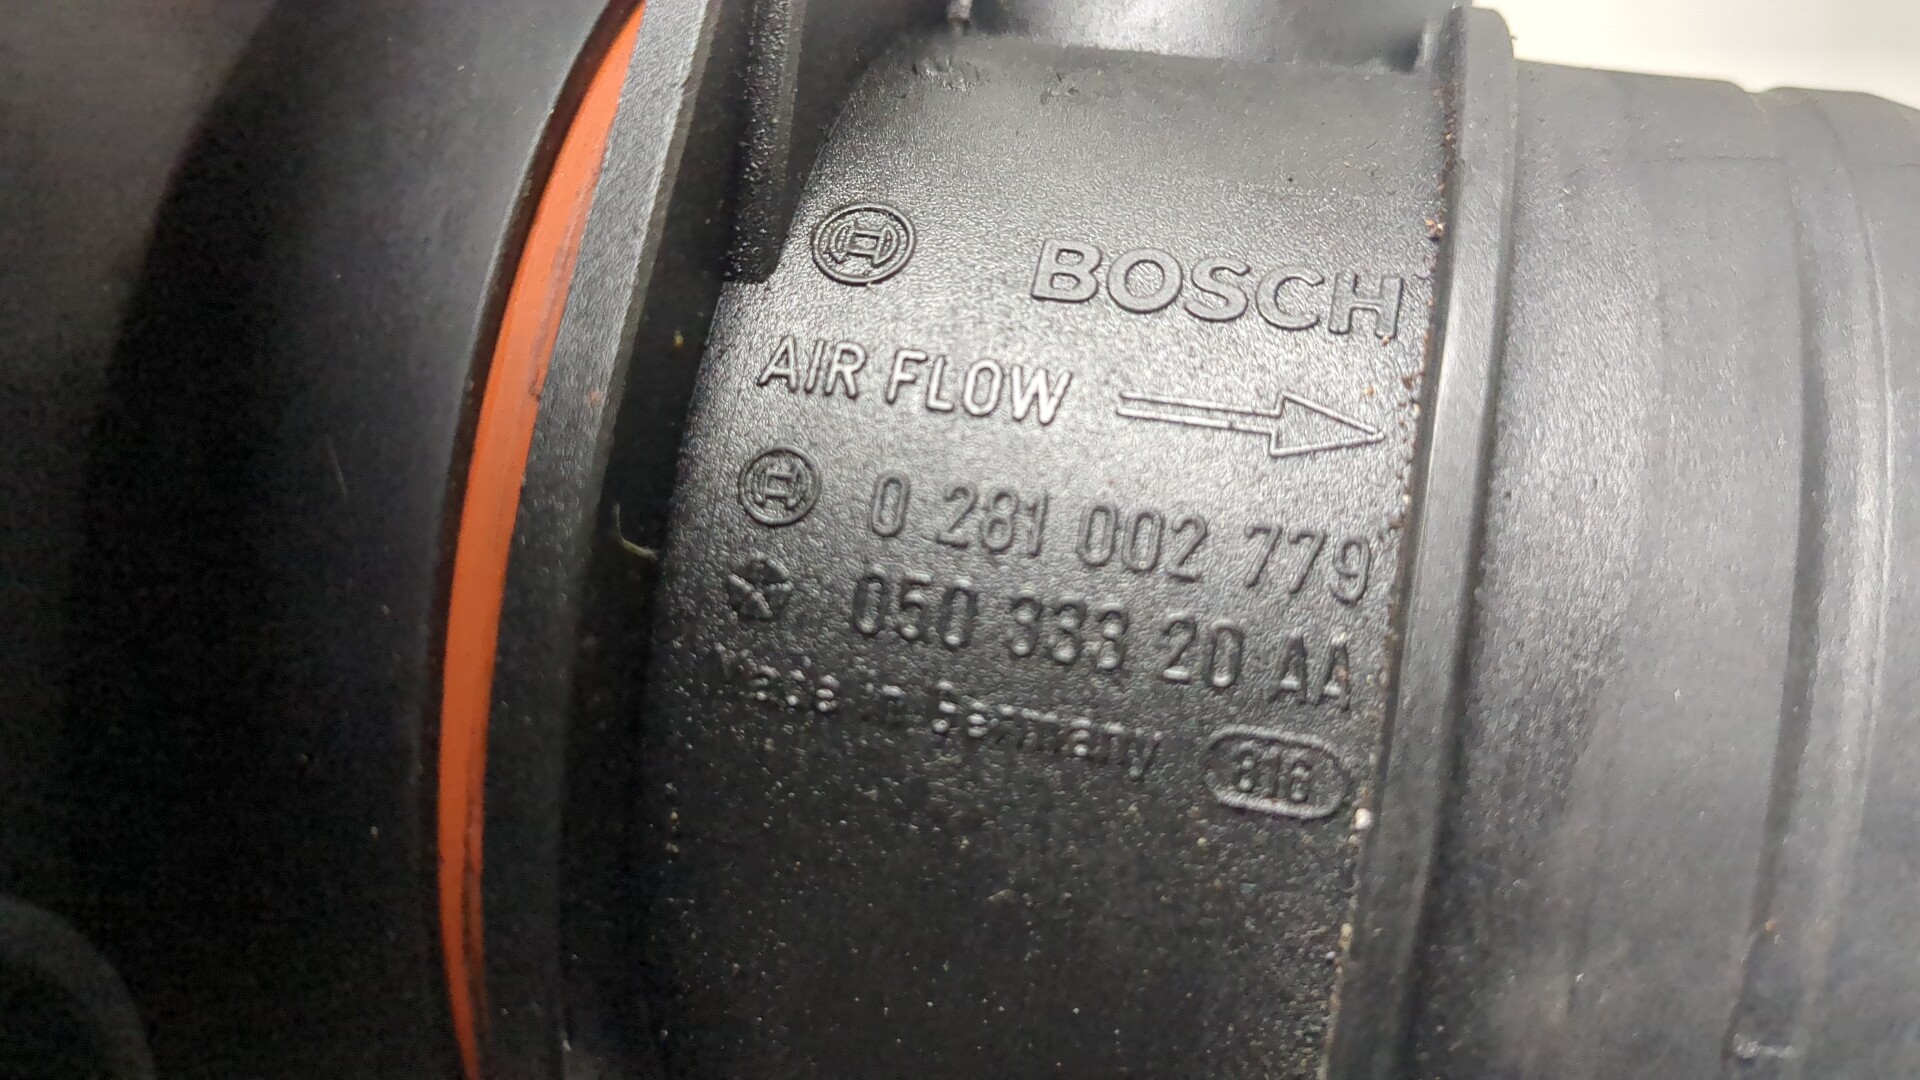 BOSCH
AIR FLOW
0 281 002 779
050 333 20 AA
Made in Germany
816